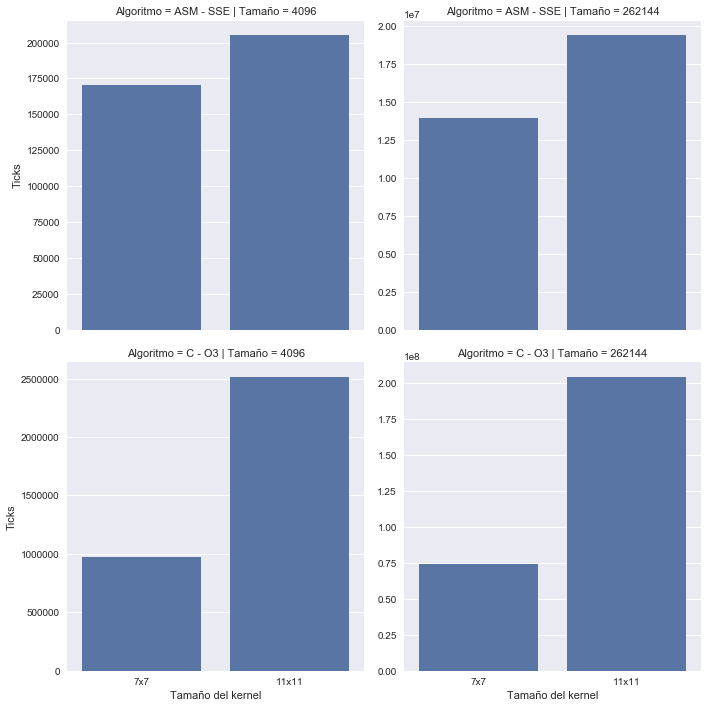 Algoritmo = ASM - SSE | Tamaño = 4096
200000
175000
150000
125000
100000
75000
50000
25000
0
Ticks
Algoritmo = ASM - SSE | Tamaño = 262144
1e7
2.00
1.75
1.50
1.25
1.00
0.75
0.50
0.25
0.00
Algoritmo = C - O3 | Tamaño = 4096
2500000
2000000
1500000
1000000
500000
0
Ticks
7x7 11x11
Tamaño del kernel
Algoritmo = C - O3 | Tamaño = 262144
1e8
2.00
1.75
1.50
1.25
1.00
0.75
0.50
0.25
0.00
7x7 11x11
Tamaño del kernel